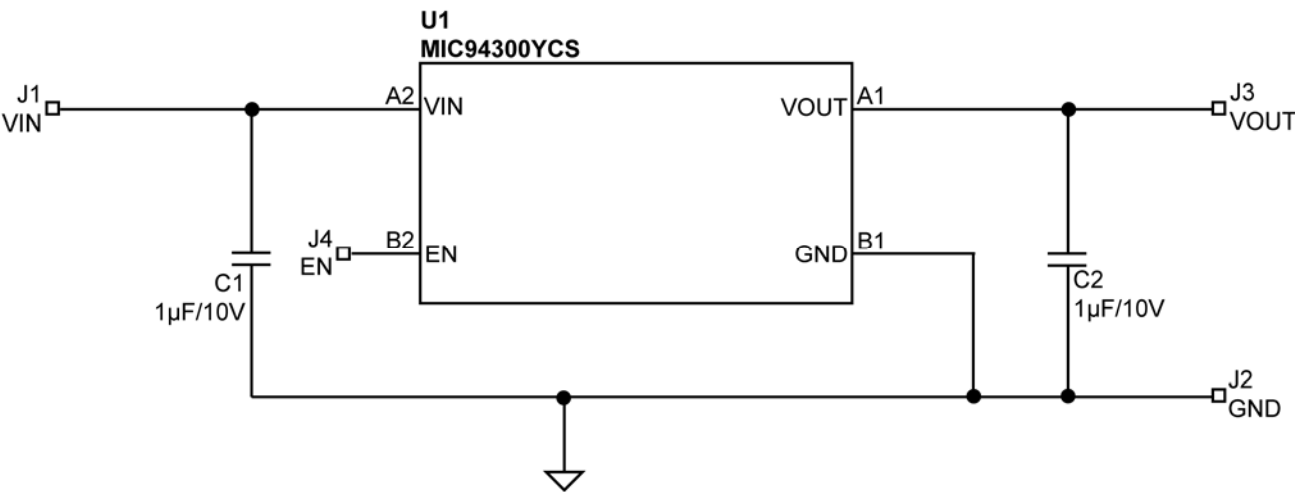 U1
MIC94300YCS
J1
VIN
A2
VIN
VOUT
A1
J3
VOUT
J4
EN
B2
EN
GND
B1
C1
1µF/10V
C2
1µF/10V
J2
GND